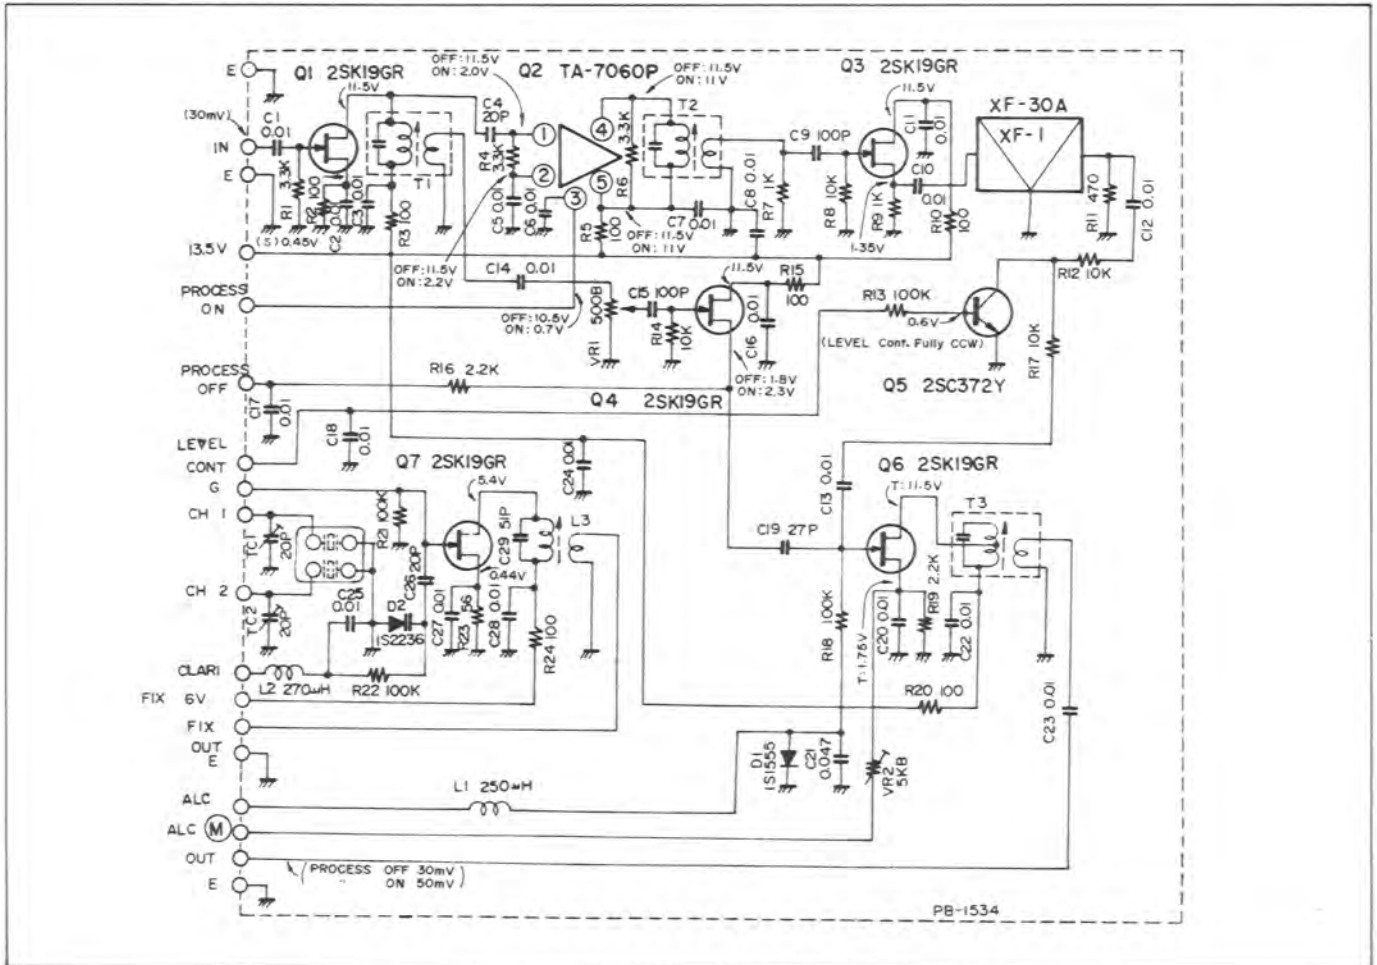 E
Q1 2SK19GR
11.5V
OFF:11.5V
ON:2.0V
Q2 TA-7060P
OFF:11.5V
ON:11V
Q3 2SK19GR
11.5V
XF-30A
XF-1
(30mV)
IN
C1
0.01
R1
3.3K
R2 100
C2
0.01
C3 0.01
R3 100
T1
C4
20P
R4
3.3K
1
2
3
4
5
C5 0.01
C6 0.01
R5
100
R6
3.3K
T2
C7 0.01
C8 0.01
R7 1K
C9 100P
R8 10K
R9 1K
C10
0.01
C11
0.01
R10
100
R11 470
C12 0.01
E
(S) 0.45V
OFF:11.5V
ON:2.2V
OFF:11.5V
ON:11V
1.35V
13.5V
C14 0.01
11.5V
R15
100
R12 10K
PROCESS
ON
OFF:10.5V
ON:0.7V
VR1
500B
C15 100P
R14
10K
C16
0.01
R13 100K
0.6V
(LEVEL Cont. Fully CCW)
R17 10K
PROCESS
OFF
R16 2.2K
OFF:1.8V
ON:2.3V
Q4 2SK19GR
Q5 2SC372Y
C17
0.01
C18
0.01
LEVEL
CONT
Q7 2SK19GR
5.4V
C24 0.01
C13 0.01
Q6 2SK19GR
T:11.5V
T3
G
CH 1
TC1
20P
R21 100K
C29 51P
L3
C19 27P
CH 2
TC2
20P
C25
0.01
C26 20P
0.44V
D2
1S2236
C27 0.01
R23 56
C28 0.01
R24 100
R18 100K
T:1.75V
C20 0.01
R19 2.2K
C22 0.01
CLARI
L2 270μH
R22 100K
R20 100
FIX 6V
FIX
OUT
E
D1
1S1555
C21
0.047
VR2
5KB
C23 0.01
ALC
L1 250μH
ALC M
OUT
(PROCESS OFF 30mV
ON 50mV)
E
PB-1534